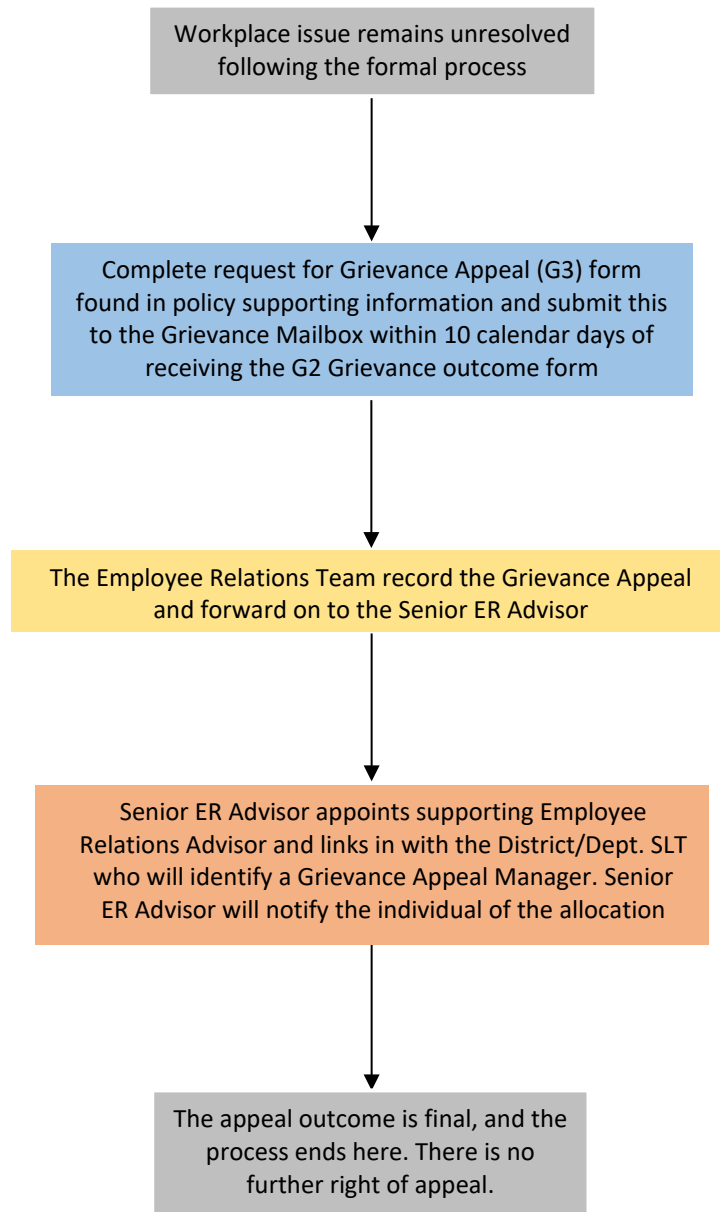 Workplace issue remains unresolved
following the formal process
Complete request for Grievance Appeal (G3) form
found in policy supporting information and submit this
to the Grievance Mailbox within 10 calendar days of
receiving the G2 Grievance outcome form
The Employee Relations Team record the Grievance Appeal
and forward on to the Senior ER Advisor
Senior ER Advisor appoints supporting Employee
Relations Advisor and links in with the District/Dept. SLT
who will identify a Grievance Appeal Manager. Senior
ER Advisor will notify the individual of the allocation
The appeal outcome is final, and the
process ends here. There is no
further right of appeal.